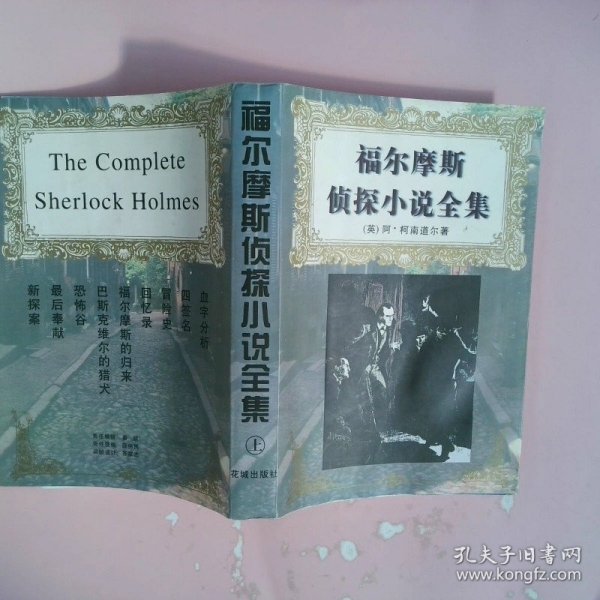 The Complete
Sherlock Holmes
血字分析
四签名
冒险史
回忆录
福尔摩斯的归来
巴斯克维尔的猎犬
恐怖谷
最后奉献
新探案
福尔摩斯侦探小说全集
上
花城出版社
福尔摩斯
侦探小说全集
(英)阿·柯南道尔著
孔夫子旧书网
www.kongfz.com